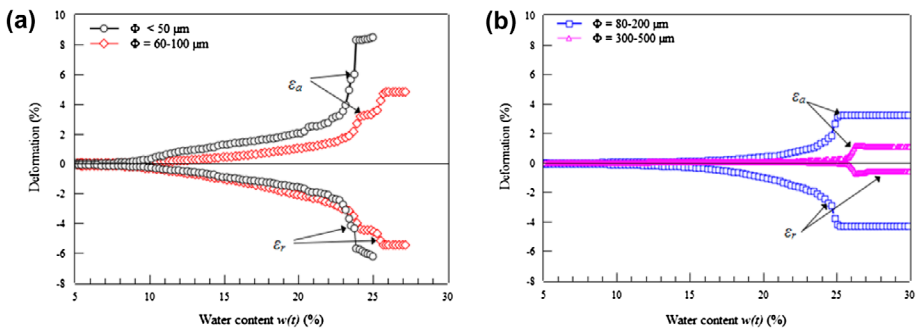 (a)
Φ < 50 μm
Φ = 60-100 μm
εa
εr
Deformation (%)
10
8
6
4
2
0
-2
-4
-6
-8
5
10
15
20
25
30
Water content w(t) (%)
(b)
Φ = 80-200 μm
Φ = 300-500 μm
εa
εr
Deformation (%)
10
8
6
4
2
0
-2
-4
-6
-8
5
10
15
20
25
30
Water content w(t) (%)